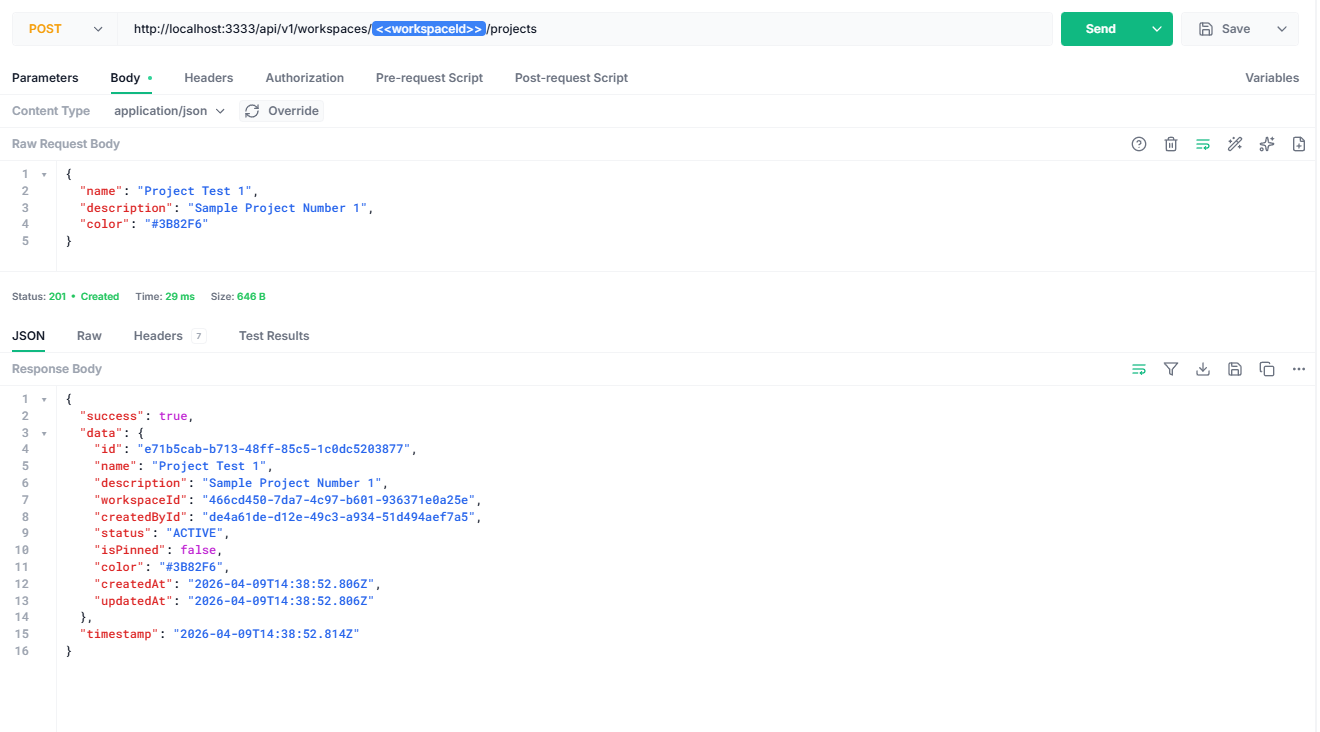 POST http://localhost:3333/api/v1/workspaces/<<workspaceId>>/projects Send Save
Parameters Body • Headers Authorization Pre-request Script Post-request Script Variables
Content Type application/json Override
Raw Request Body
1 {
2 "name": "Project Test 1",
3 "description": "Sample Project Number 1",
4 "color": "#3B82F6"
5 }
Status: 201 • Created Time: 29 ms Size: 646 B
JSON Raw Headers 7 Test Results
Response Body
1 {
2 "success": true,
3 "data": {
4 "id": "e71b5cab-b713-48ff-85c5-1c0dc5203877",
5 "name": "Project Test 1",
6 "description": "Sample Project Number 1",
7 "workspaceId": "466cd450-7da7-4c97-b601-936371e0a25e",
8 "createdById": "de4a61de-d12e-49c3-a934-51d494aef7a5",
9 "status": "ACTIVE",
10 "isPinned": false,
11 "color": "#3B82F6",
12 "createdAt": "2026-04-09T14:38:52.806Z",
13 "updatedAt": "2026-04-09T14:38:52.806Z"
14 },
15 "timestamp": "2026-04-09T14:38:52.814Z"
16 }